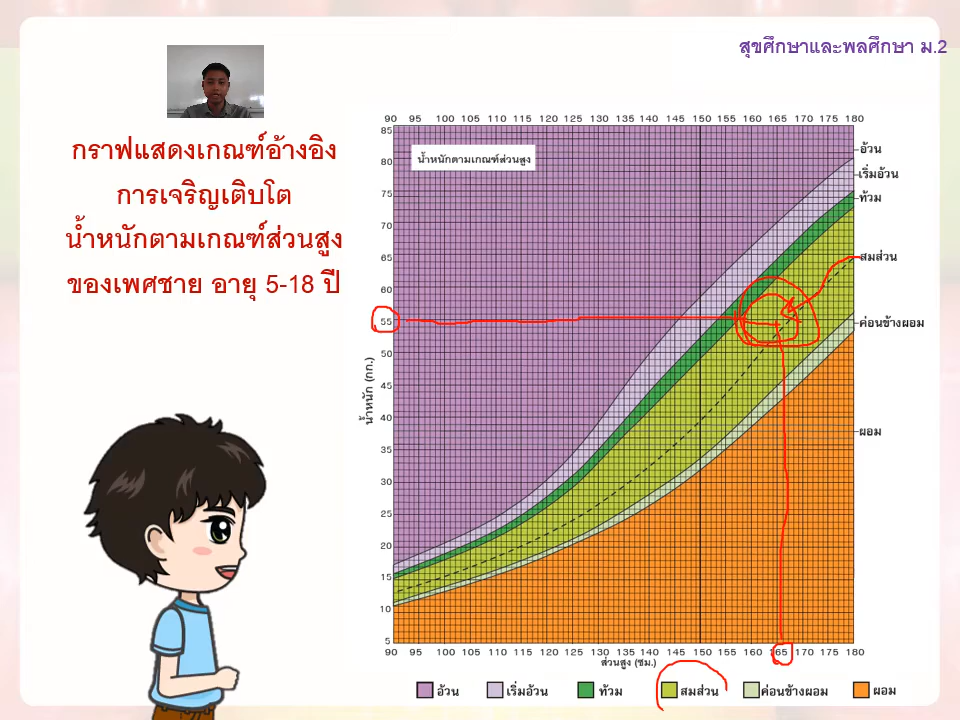 สุขศึกษาและพลศึกษา ม.2
กราฟแสดงเกณฑ์อ้างอิง
การเจริญเติบโต
น้ำหนักตามเกณฑ์ส่วนสูง
ของเพศชาย อายุ 5-18 ปี
90 95 100 105 110 115 120 125 130 135 140 145 150 155 160 165 170 175 180
น้ำหนักตามเกณฑ์ส่วนสูง
85
80
75
70
65
60
55
50
45
40
35
30
25
20
15
10
5
น้ำหนัก (กก.)
อ้วน
เริ่มอ้วน
ท้วม
สมส่วน
ค่อนข้างผอม
ผอม
90 95 100 105 110 115 120 125 130 135 140 145 150 155 160 165 170 175 180
ส่วนสูง (ซม.)
อ้วน เริ่มอ้วน ท้วม สมส่วน ค่อนข้างผอม ผอม